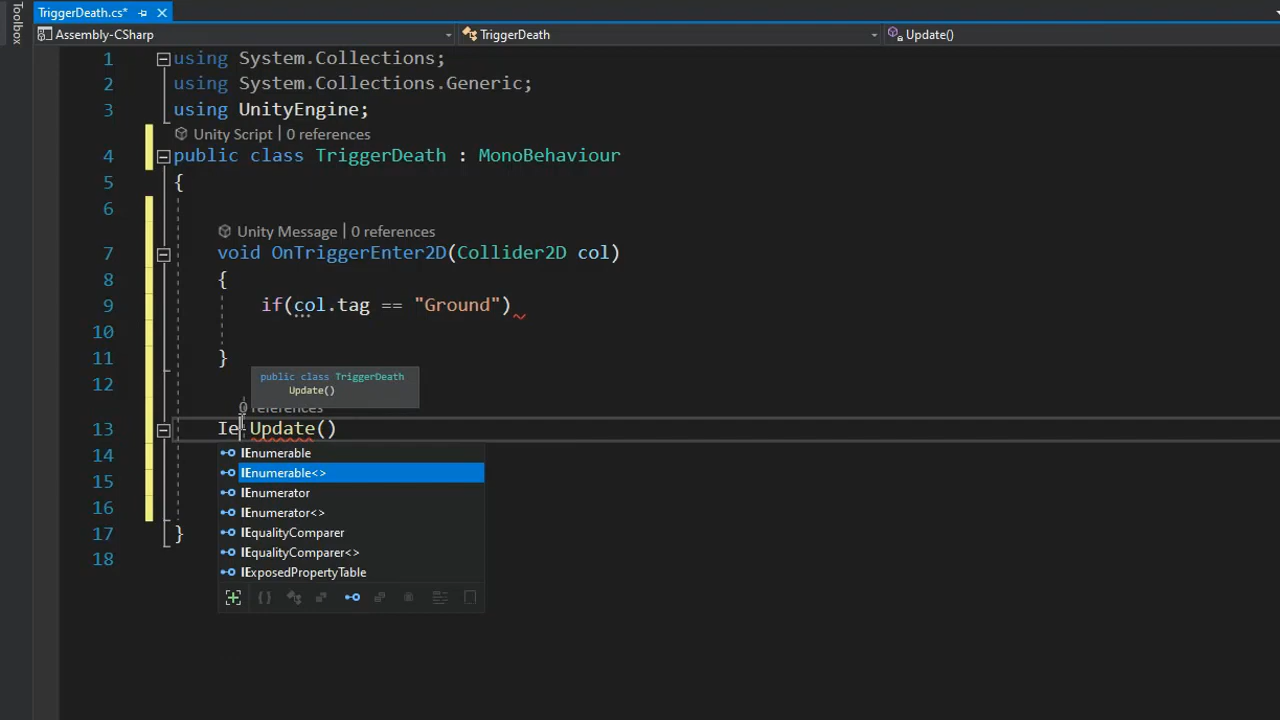 Toolbox
TriggerDeath.cs*
Assembly-CSharp
TriggerDeath
Update()
1 using System.Collections;
2 using System.Collections.Generic;
3 using UnityEngine;
Unity Script | 0 references
4 public class TriggerDeath : MonoBehaviour
5 {
6
Unity Message | 0 references
7 void OnTriggerEnter2D(Collider2D col)
8 {
9 if(col.tag == "Ground")
10
11 }
12
public class TriggerDeath
Update()
0 references
13 Ie Update()
14
15
16
17 }
18
IEnumerable
IEnumerable<>
IEnumerator
IEnumerator<>
IEqualityComparer
IEqualityComparer<>
IExposedPropertyTable